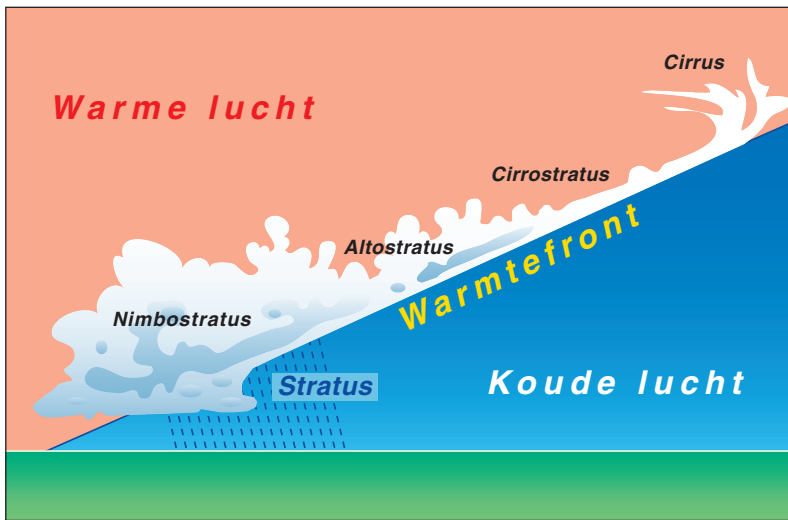 Cirrus
Warme lucht
Cirrostratus
Altostratus
Warmtefront
Nimbostratus
Stratus
Koude lucht